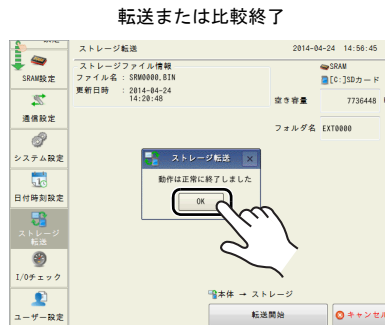 転送または比較終了
ストレージ転送
2014-04-24 14:56:45
SRAM設定
通信設定
システム設定
日付時刻設定
ストレージ
転送
I/Oチェック
ユーザー設定
ストレージファイル情報
ファイル名 : SRM0000.BIN
更新日時 : 2014-04-24
14:20:48
SRAM
[C:]SDカード
空き容量 7736448
フォルダ名 EXT0000
ストレージ転送
動作は正常に終了しました
OK
本体 → ストレージ
転送開始
キャンセル